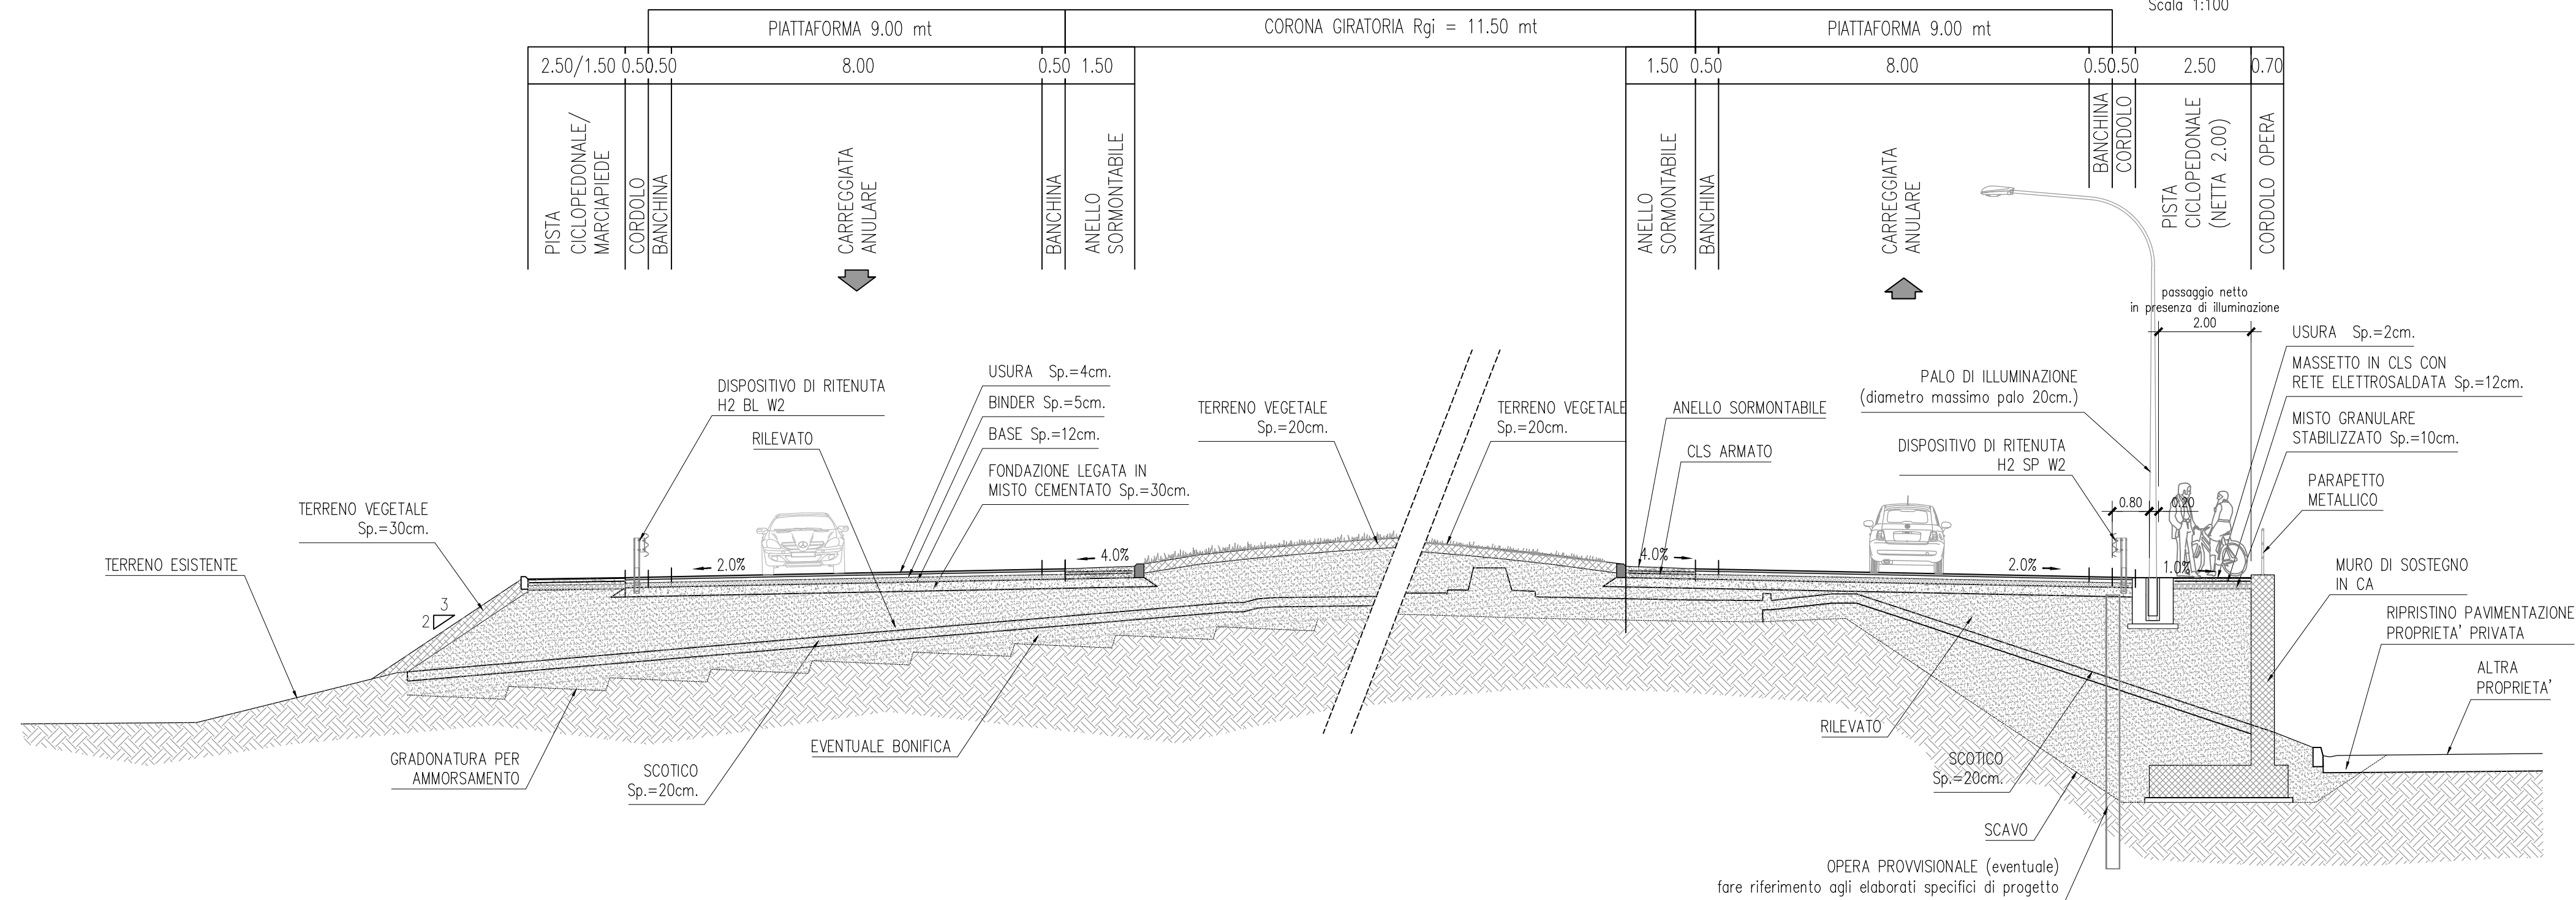 Scala 1:100
PIATTAFORMA 9.00 mt
CORONA GIRATORIA Rgi = 11.50 mt
PIATTAFORMA 9.00 mt
2.50/1.50
0.50
0.50
8.00
0.50
1.50
1.50
0.50
8.00
0.50
0.50
2.50
0.70
PISTA
CICLOPEDONALE/
MARCIAPIEDE
CORDOLO
BANCHINA
CARREGGIATA
ANULARE
BANCHINA
ANELLO
SORMONTABILE
ANELLO
SORMONTABILE
BANCHINA
CARREGGIATA
ANULARE
BANCHINA
CORDOLO
PISTA
CICLOPEDONALE
(NETTA 2.00)
CORDOLO OPERA
passaggio netto
in presenza di illuminazione
2.00
USURA Sp.=2cm.
MASSETTO IN CLS CON
RETE ELETTROSALDATA Sp.=12cm.
MISTO GRANULARE
STABILIZZATO Sp.=10cm.
PARAPETTO
METALLICO
MURO DI SOSTEGNO
IN CA
RIPRISTINO PAVIMENTAZIONE
PROPRIETA' PRIVATA
ALTRA
PROPRIETA'
DISPOSITIVO DI RITENUTA
H2 BL W2
RILEVATO
USURA Sp.=4cm.
BINDER Sp.=5cm.
BASE Sp.=12cm.
FONDAZIONE LEGATA IN
MISTO CEMENTATO Sp.=30cm.
TERRENO VEGETALE
Sp.=20cm.
TERRENO VEGETALE
Sp.=20cm.
ANELLO SORMONTABILE
CLS ARMATO
PALO DI ILLUMINAZIONE
(diametro massimo palo 20cm.)
DISPOSITIVO DI RITENUTA
H2 SP W2
0.80
0.20
TERRENO VEGETALE
Sp.=30cm.
TERRENO ESISTENTE
3
2
2.0%
4.0%
4.0%
2.0%
1.0%
GRADONATURA PER
AMMORSAMENTO
SCOTICO
Sp.=20cm.
EVENTUALE BONIFICA
RILEVATO
SCOTICO
Sp.=20cm.
SCAVO
OPERA PROVVISIONALE (eventuale)
fare riferimento agli elaborati specifici di progetto